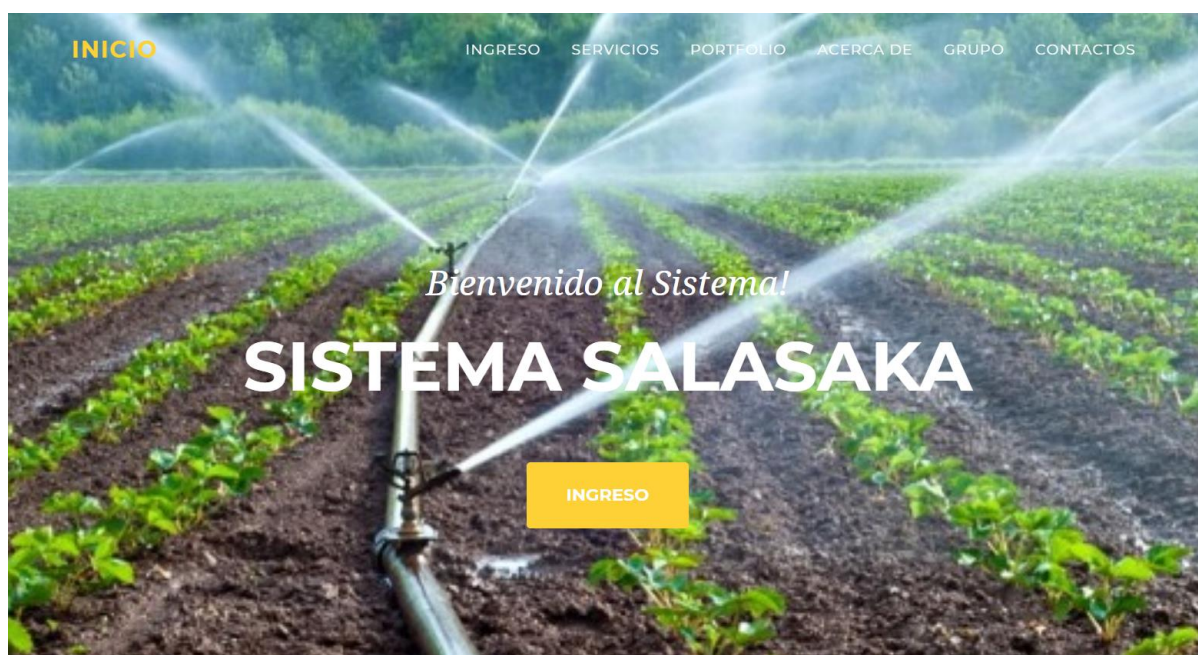 INICIO INGRESO SERVICIOS PORTFOLIO ACERCA DE GRUPO CONTACTOS
Bienvenido al Sistema!
SISTEMA SALASAKA
INGRESO